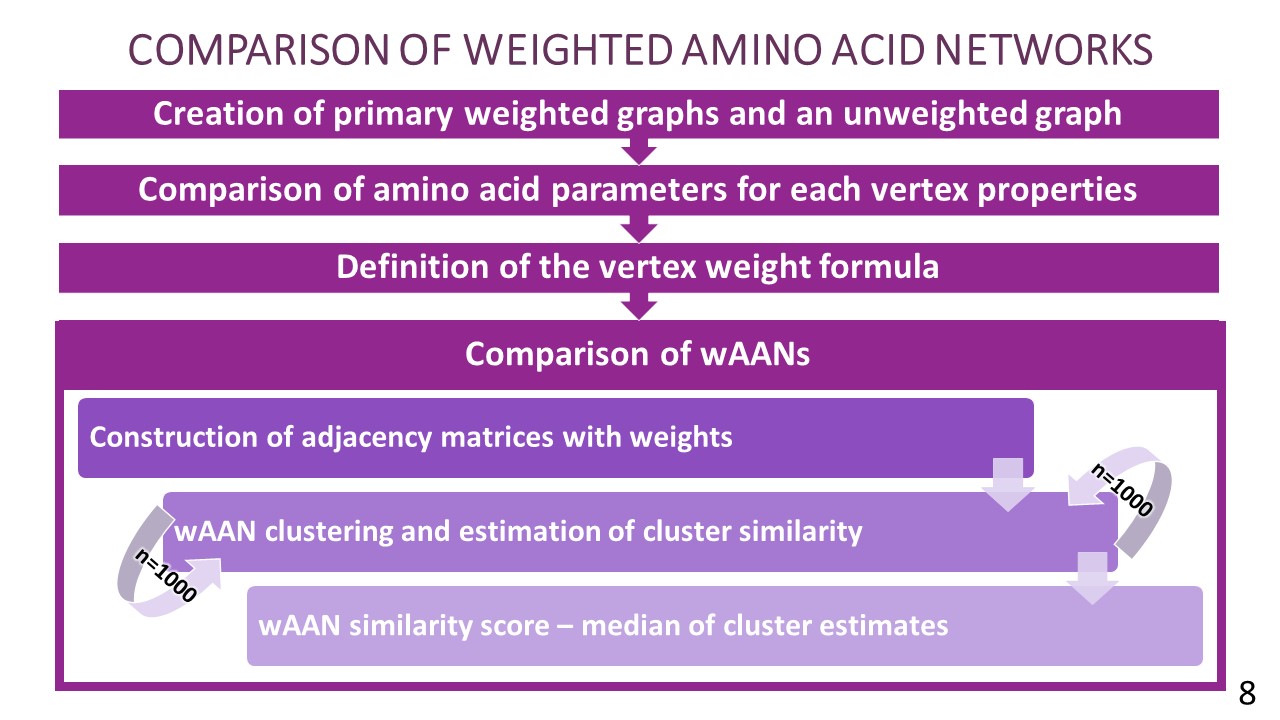 COMPARISON OF WEIGHTED AMINO ACID NETWORKS
Creation of primary weighted graphs and an unweighted graph
Comparison of amino acid parameters for each vertex properties
Definition of the vertex weight formula
Comparison of wAANs
Construction of adjacency matrices with weights
n=1000
wAAN clustering and estimation of cluster similarity
n=1000
wAAN similarity score – median of cluster estimates
8